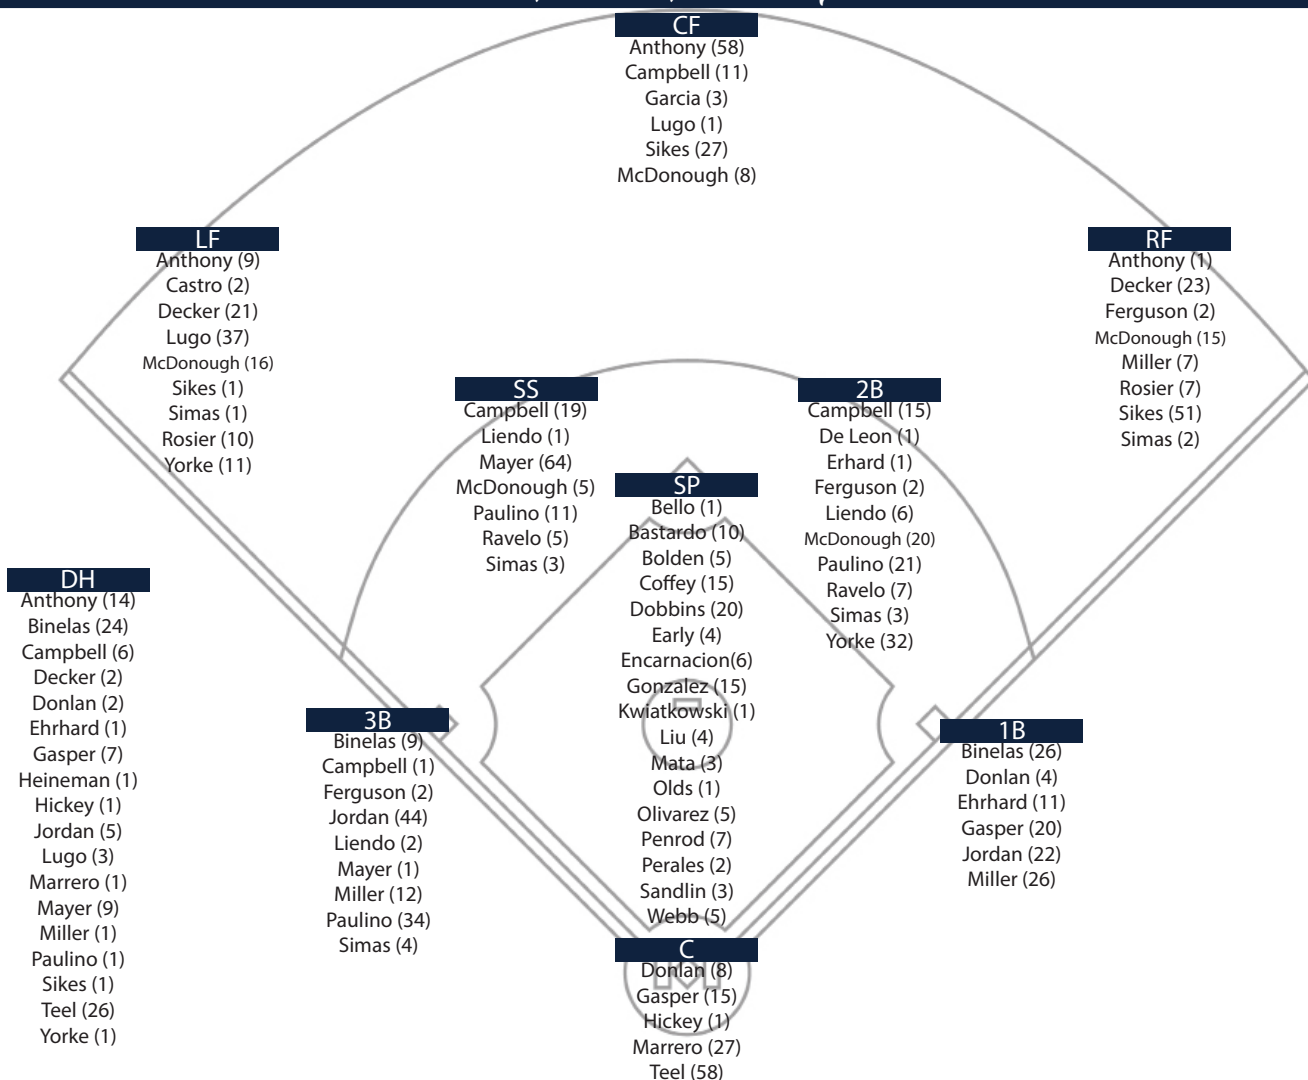 CF
Anthony (58)
Campbell (11)
Garcia (3)
Lugo (1)
Sikes (27)
McDonough (8)
LF
Anthony (9)
Castro (2)
Decker (21)
Lugo (37)
McDonough (16)
Sikes (1)
Simas (1)
Rosier (10)
Yorke (11)
RF
Anthony (1)
Decker (23)
Ferguson (2)
McDonough (15)
Miller (7)
Rosier (7)
Sikes (51)
Simas (2)
SS
Campbell (19)
Liendo (1)
Mayer (64)
McDonough (5)
Paulino (11)
Ravelo (5)
Simas (3)
2B
Campbell (15)
De Leon (1)
Erhard (1)
Ferguson (2)
Liendo (6)
McDonough (20)
Paulino (21)
Ravelo (7)
Simas (3)
Yorke (32)
SP
Bello (1)
Bastardo (10)
Bolden (5)
Coffey (15)
Dobbins (20)
Early (4)
Encarnacion(6)
Gonzalez (15)
Kwiatkowski (1)
Liu (4)
Mata (3)
Olds (1)
Olivarez (5)
Penrod (7)
Perales (2)
Sandlin (3)
Webb (5)
DH
Anthony (14)
Binelas (24)
Campbell (6)
Decker (2)
Donlan (2)
Ehrhard (1)
Gasper (7)
Heineman (1)
Hickey (1)
Jordan (5)
Lugo (3)
Marrero (1)
Mayer (9)
Miller (1)
Paulino (1)
Sikes (1)
Teel (26)
Yorke (1)
3B
Binelas (9)
Campbell (1)
Ferguson (2)
Jordan (44)
Liendo (2)
Mayer (1)
Miller (12)
Paulino (34)
Simas (4)
1B
Binelas (26)
Donlan (4)
Ehrhard (11)
Gasper (20)
Jordan (22)
Miller (26)
C
Donlan (8)
Gasper (15)
Hickey (1)
Marrero (27)
Teel (58)